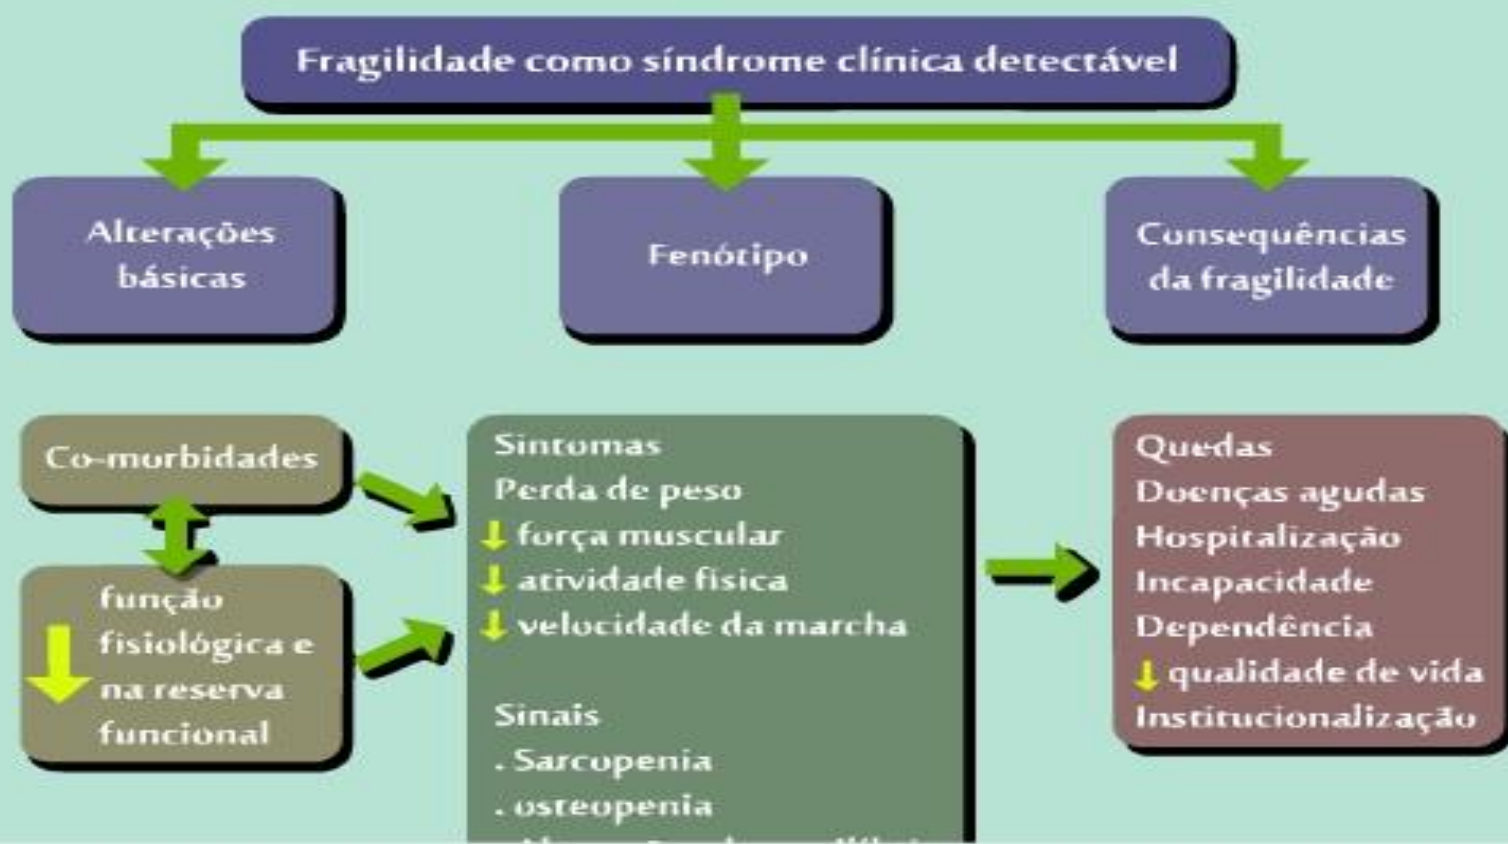 Fragilidade como síndrome clínica detectável
Alterações
básicas
Fenótipo
Consequências
da fragilidade
Co-morbidades
função
fisiológica e
na reserva
funcional
Sintomas
Perda de peso
↓ força muscular
↓ atividade física
↓ velocidade da marcha
Sinais
. Sarcopenia
. osteopenia
Quedas
Doenças agudas
Hospitalização
Incapacidade
Dependência
↓ qualidade de vida
Institucionalização